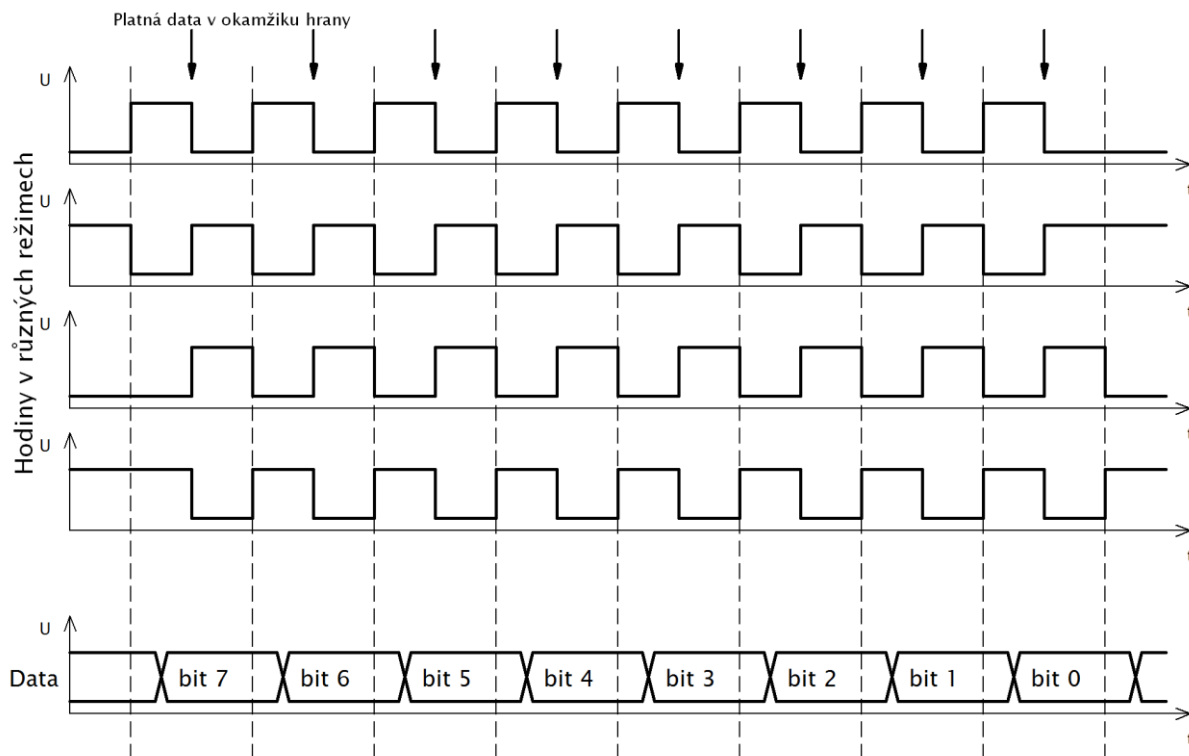 Platná data v okamžiku hrany
Hodiny v různých režimech
U
t
U
t
U
t
U
t
U
Data
bit 7
bit 6
bit 5
bit 4
bit 3
bit 2
bit 1
bit 0
t